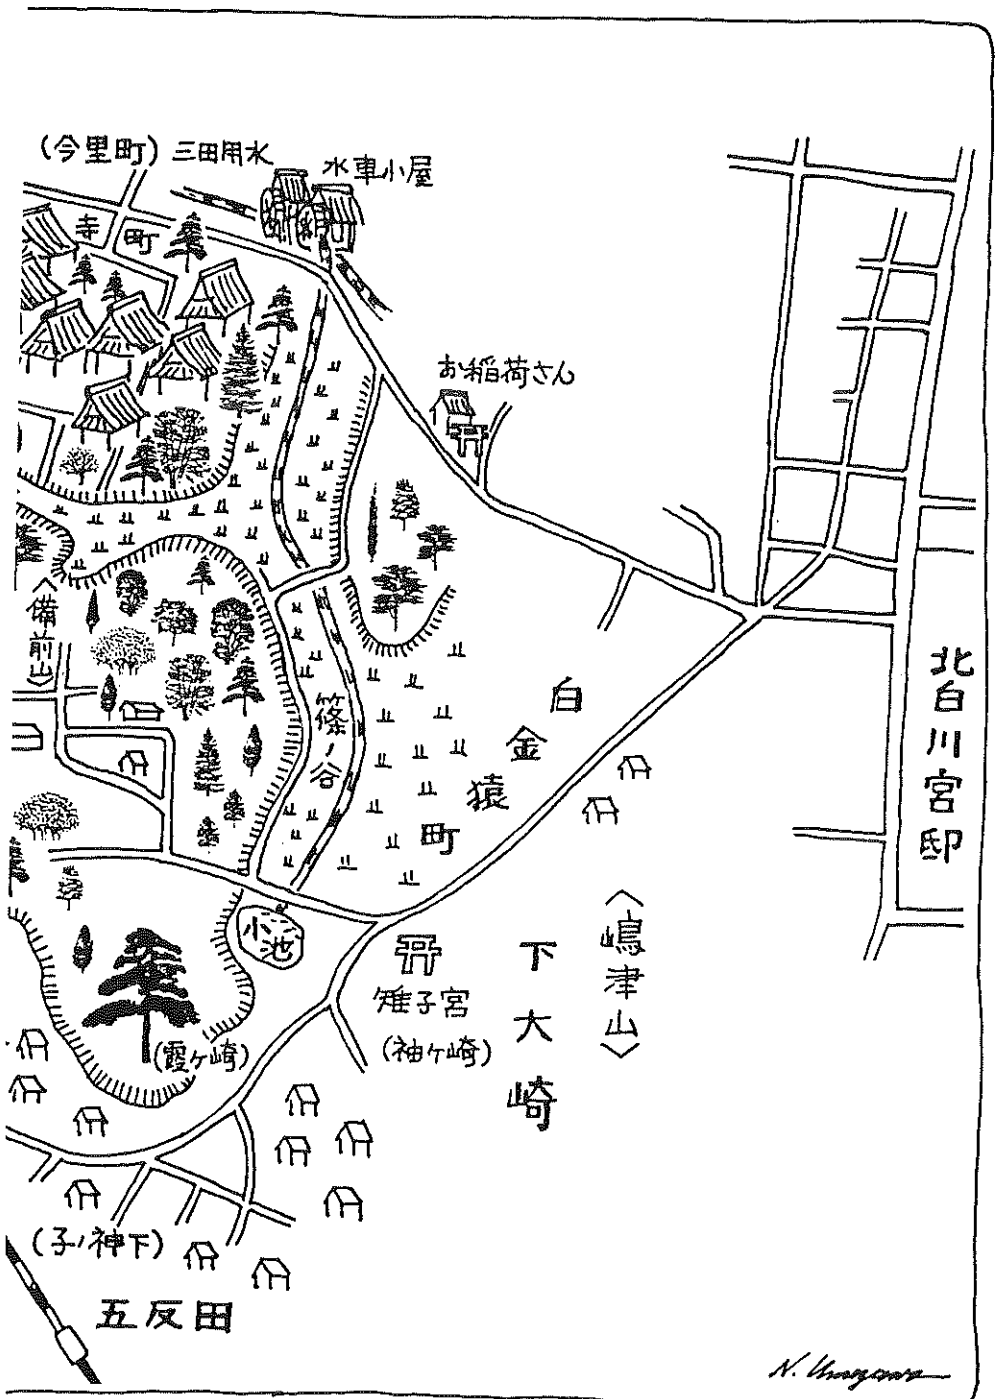 (今里町)
三田用水
水車小屋
寺町
お稲荷さん
〈備前山〉
篠ノ谷
白金猿町
北白川宮邸
小池
雉子宮
(袖ヶ崎)
下大崎
〈嶋津山〉
(霞ヶ崎)
(子ノ神下)
五反田